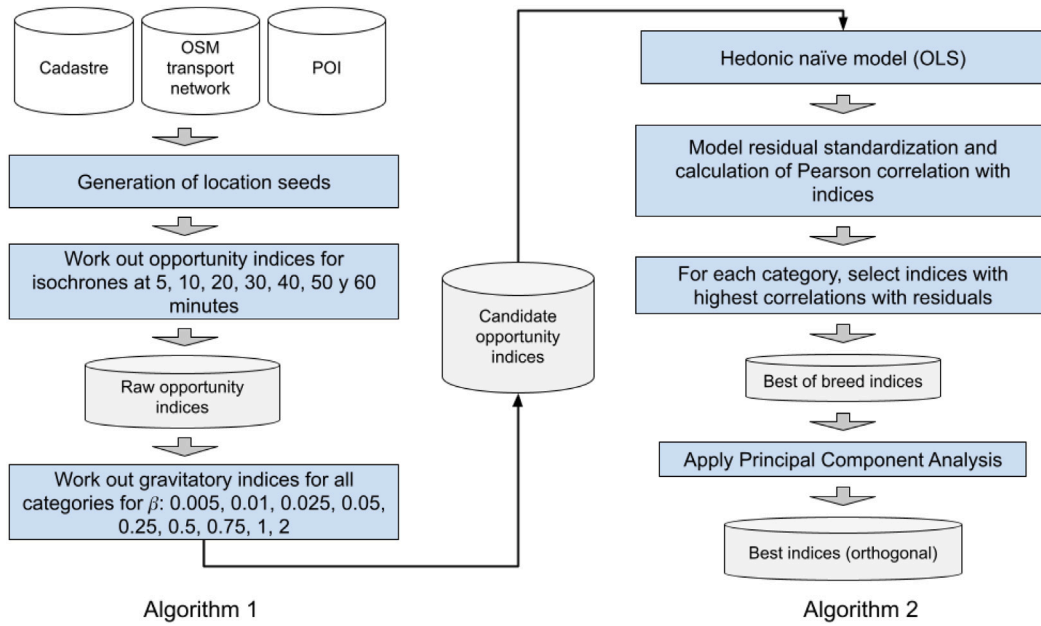 Cadastre
OSM
transport
network
POI
Generation of location seeds
Work out opportunity indices for
isochrones at 5, 10, 20, 30, 40, 50 y 60
minutes
Raw opportunity
indices
Work out gravitatory indices for all
categories for β: 0.005, 0.01, 0.025, 0.05,
0.25, 0.5, 0.75, 1, 2
Algorithm 1
Candidate
opportunity
indices
Hedonic naïve model (OLS)
Model residual standardization and
calculation of Pearson correlation with
indices
For each category, select indices with
highest correlations with residuals
Best of breed indices
Apply Principal Component Analysis
Best indices (orthogonal)
Algorithm 2